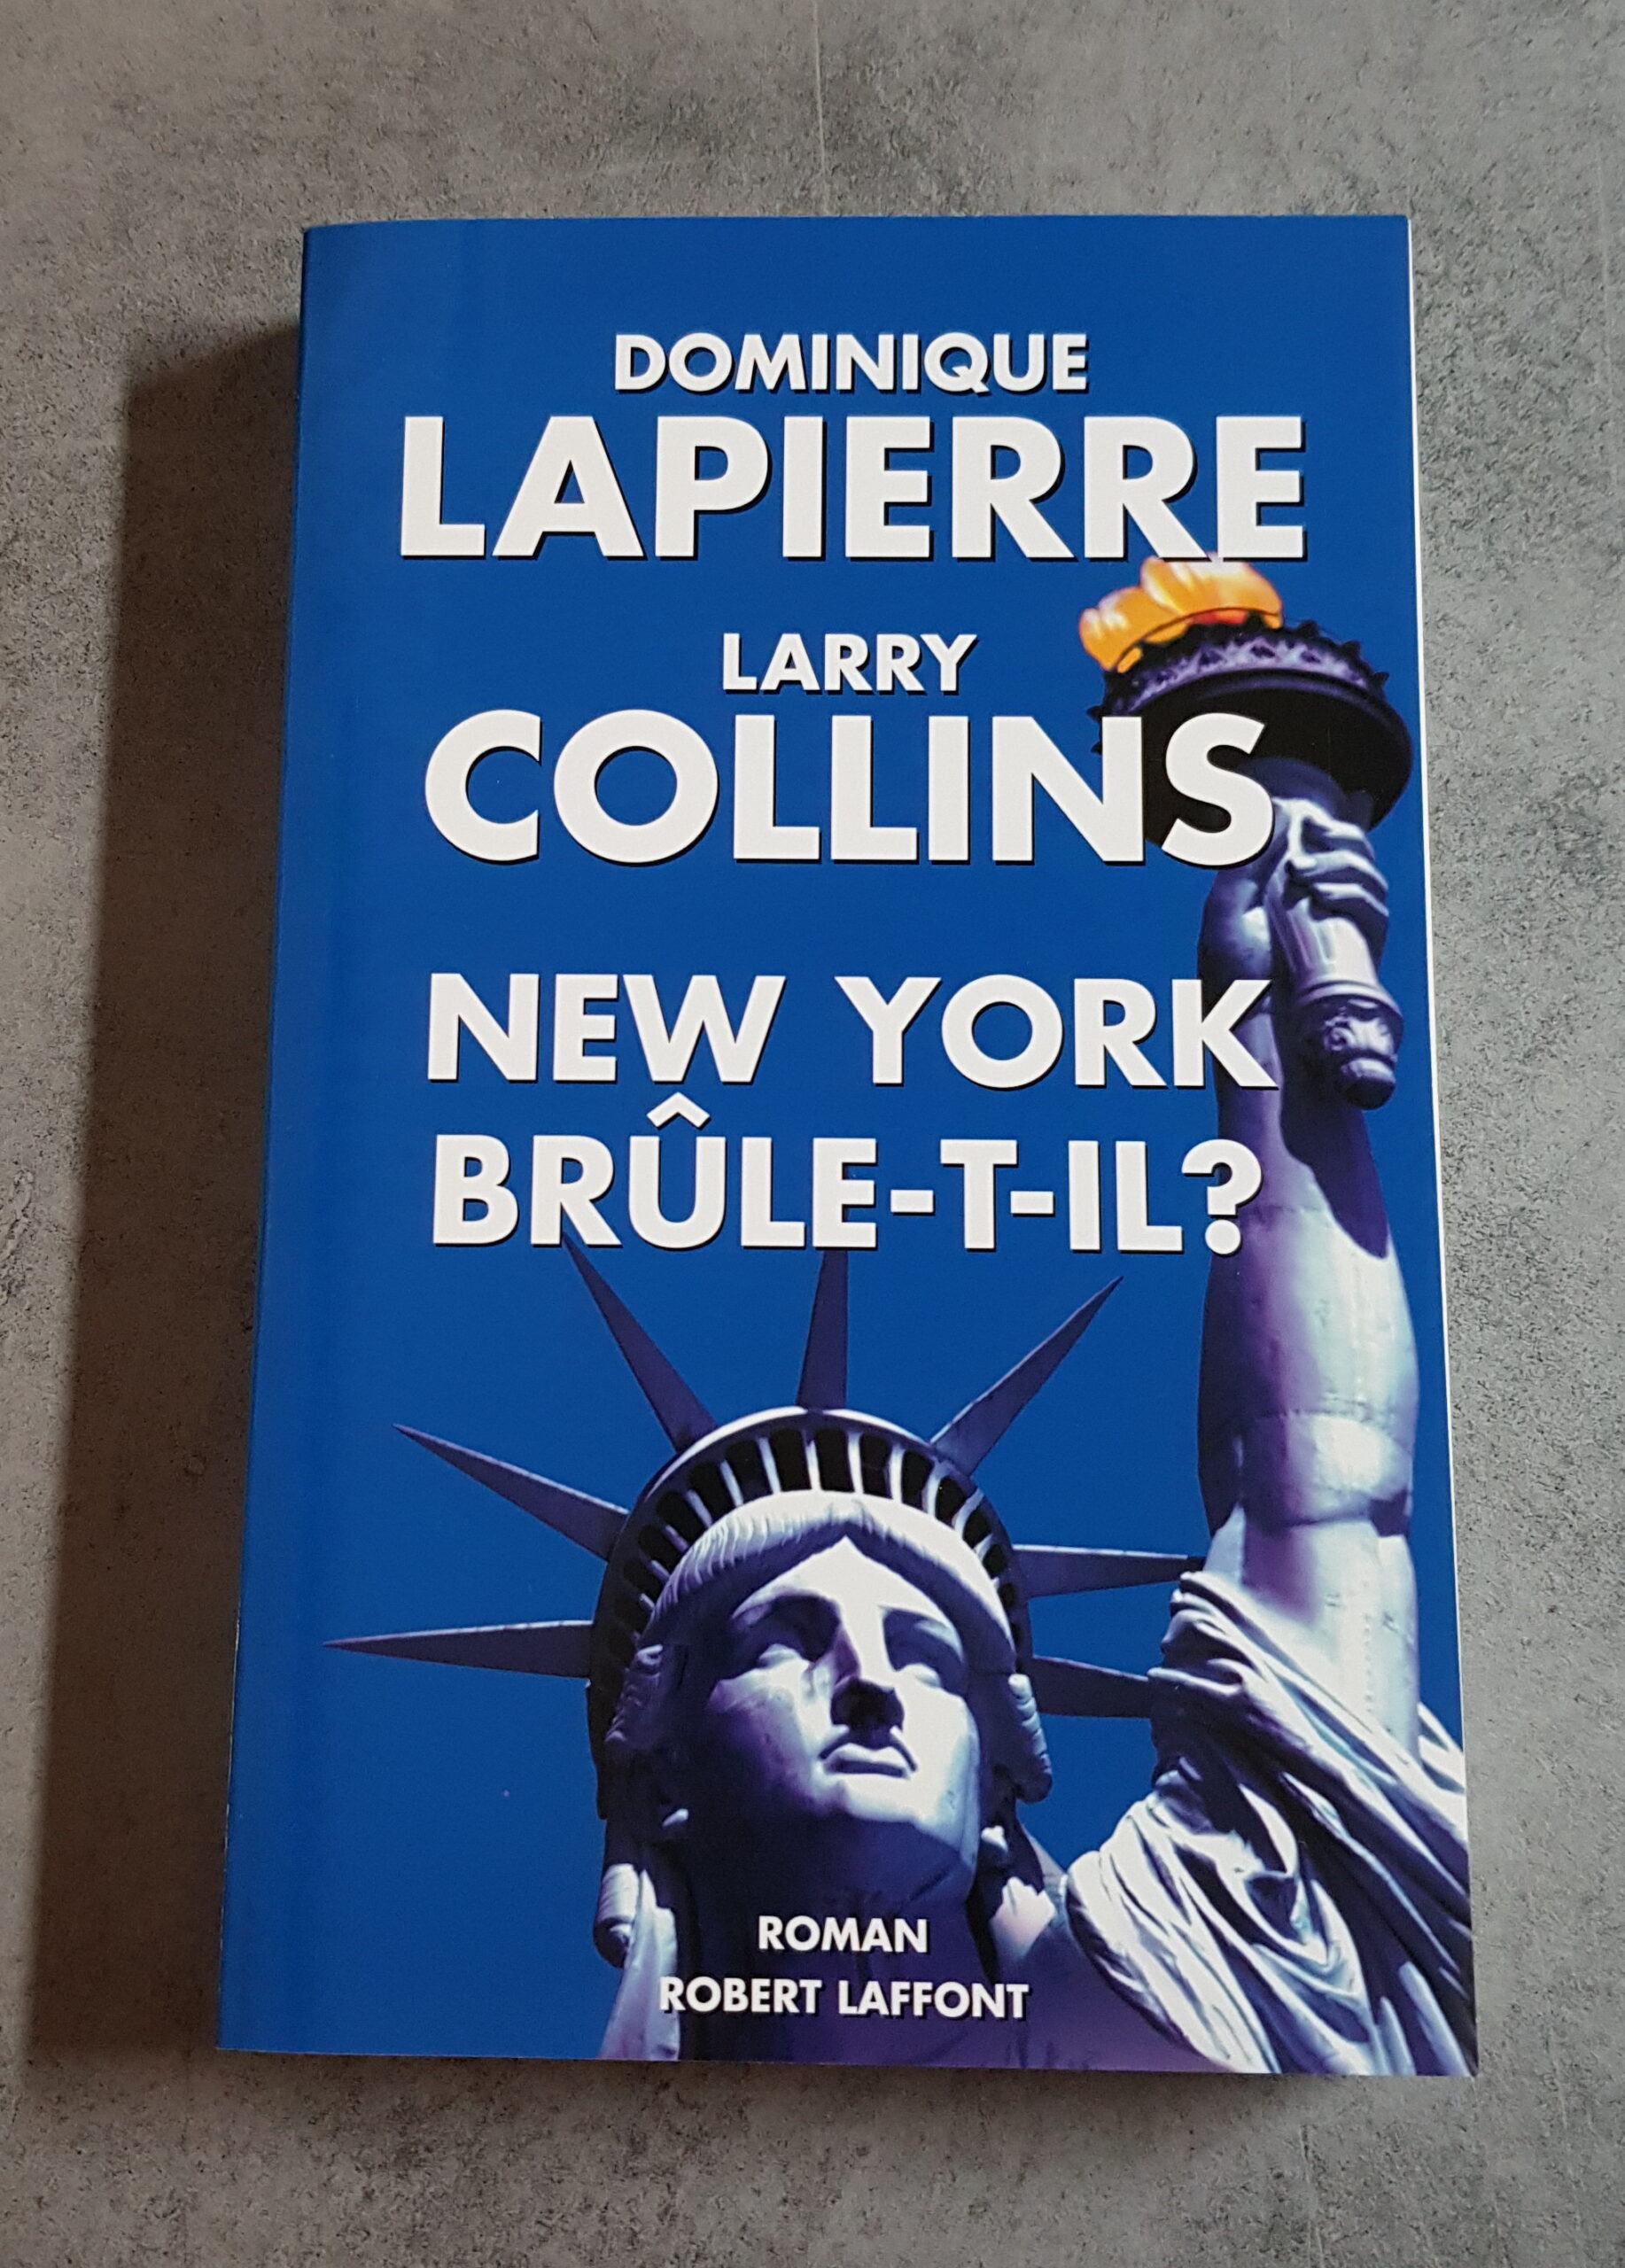 DOMINIQUE
LAPIERRE
LARRY
COLLINS
NEW YORK
BRÛLE-T-IL?
ROMAN
ROBERT LAFFONT